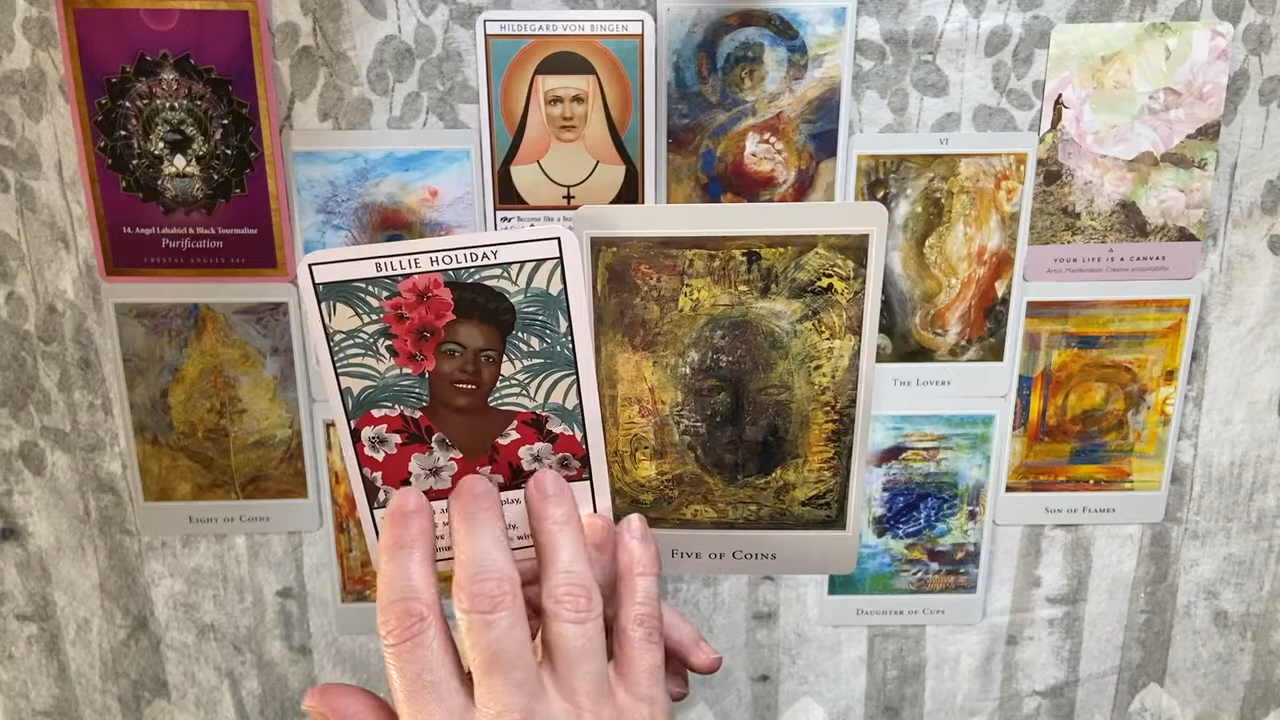 HILDEGARD VON BINGEN
VI
14. Angel Lahabiel & Black Tourmaline
Purification
CRYSTAL ANGELS 444
Become like a
BILLIE HOLIDAY
YOUR LIFE IS A CANVAS
Artist. Manifestation. Creative accountability.
THE LOVERS
EIGHT OF COINS
play,
FIVE OF COINS
SON OF FLAMES
DAUGHTER OF CUPS